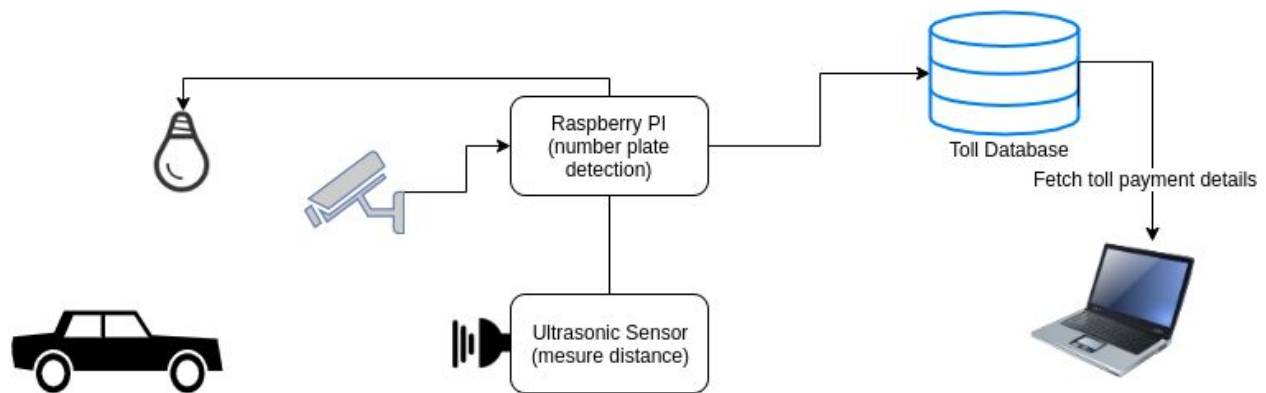 Raspberry PI
(number plate
detection)
Toll Database
Fetch toll payment details
Ultrasonic Sensor
(mesure distance)